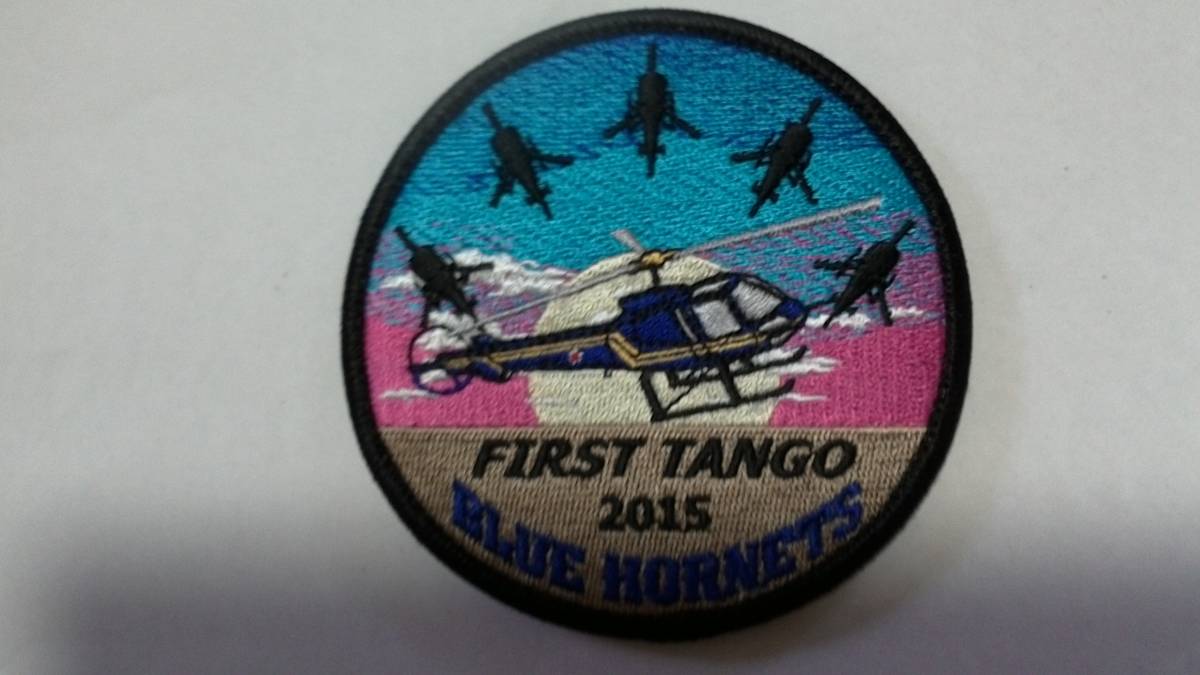 FIRST TANGO
2015
BLUE HORNETS